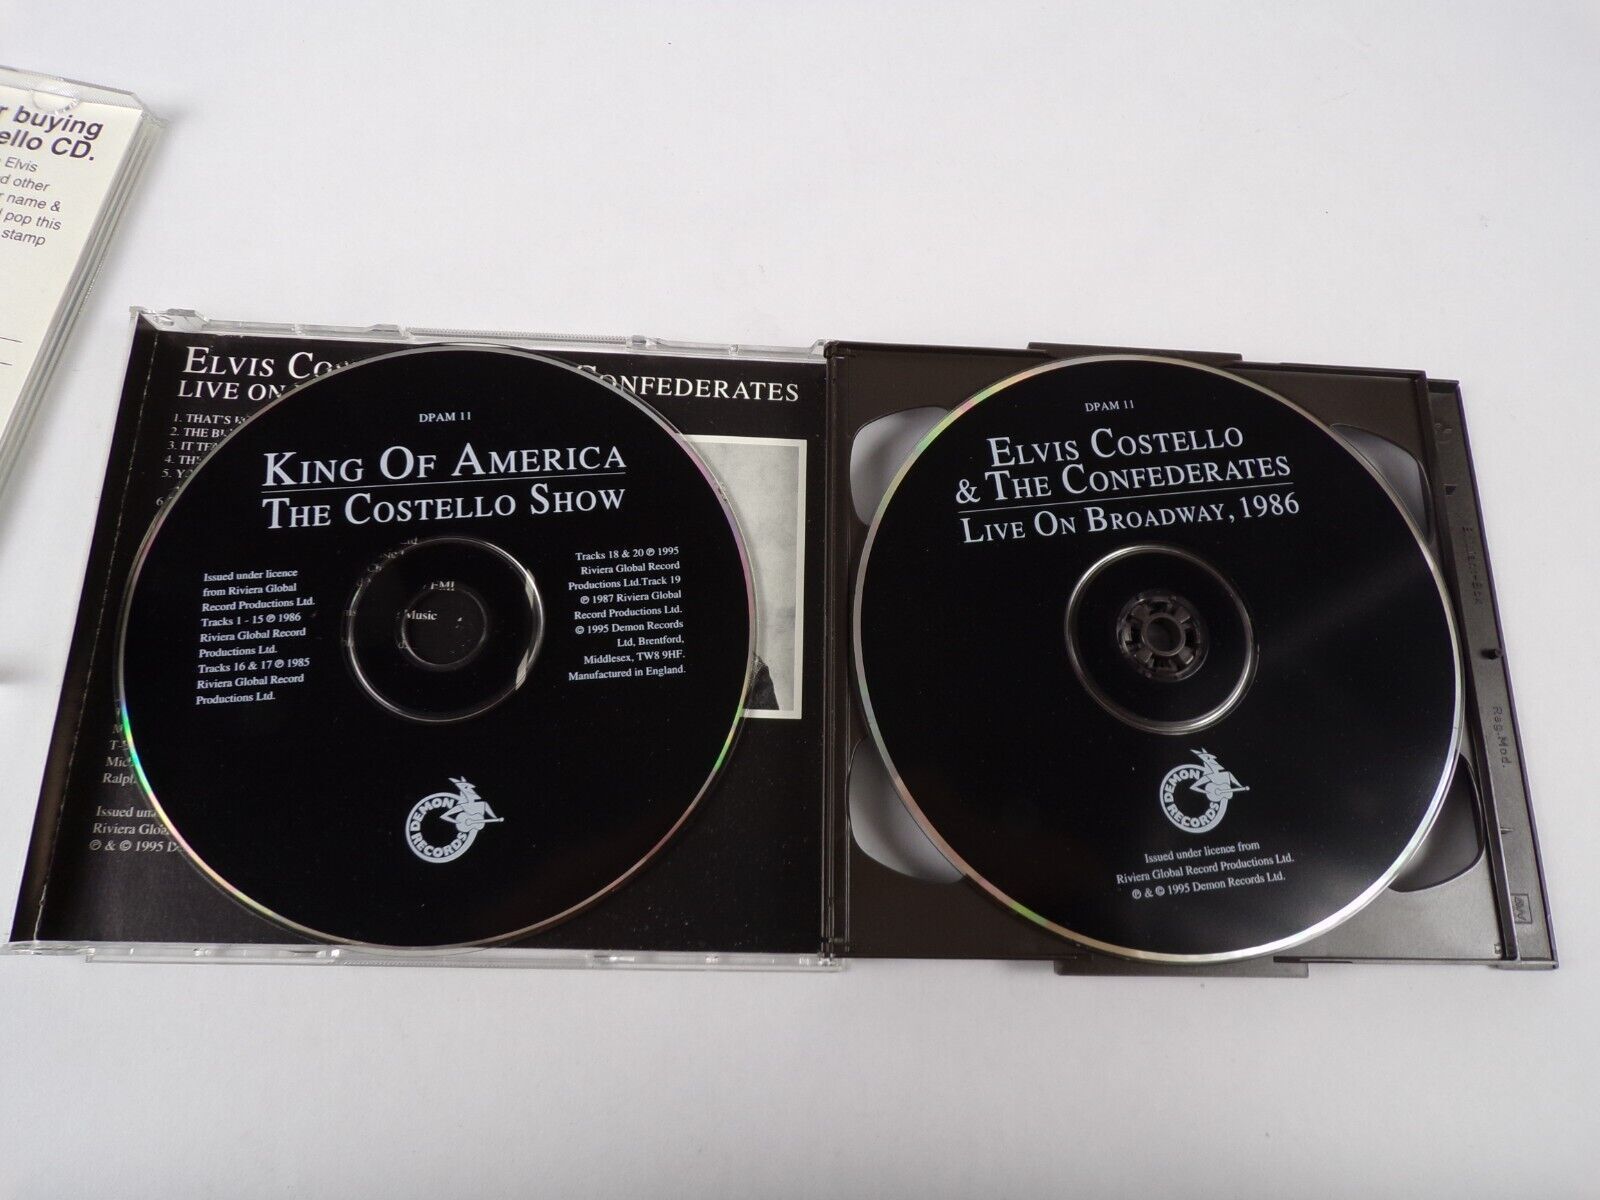 buying
CD.
Elvis
other
name &
pop this
stamp
ELVIS CONFEDERATES
LIVE ON
1. THAT'S
2. THE
3. IT
4.
5.
6
Music
M
Ralph
Issued
Riviera
℗ & © 1995
DPAM 11
KING OF AMERICA
THE COSTELLO SHOW
Issued under licence
from Riviera Global
Record Productions Ltd.
Tracks 1 - 15 ℗ 1986
Riviera Global Record
Productions Ltd.
Tracks 16 & 17 ℗ 1985
Riviera Global Record
Productions Ltd.
Tracks 18 & 20 ℗ 1995
Riviera Global Record
Productions Ltd.Track 19
℗ 1987 Riviera Global
Record Productions Ltd.
© 1995 Demon Records
Ltd, Brentford,
Middlesex, TW8 9HF.
Manufactured in England.
DEMON
RECORDS
DPAM 11
ELVIS COSTELLO
& THE CONFEDERATES
LIVE ON BROADWAY, 1986
DEMON
RECORDS
Issued under licence from
Riviera Global Record Productions Ltd.
℗ & © 1995 Demon Records Ltd.
Reg.Mod.